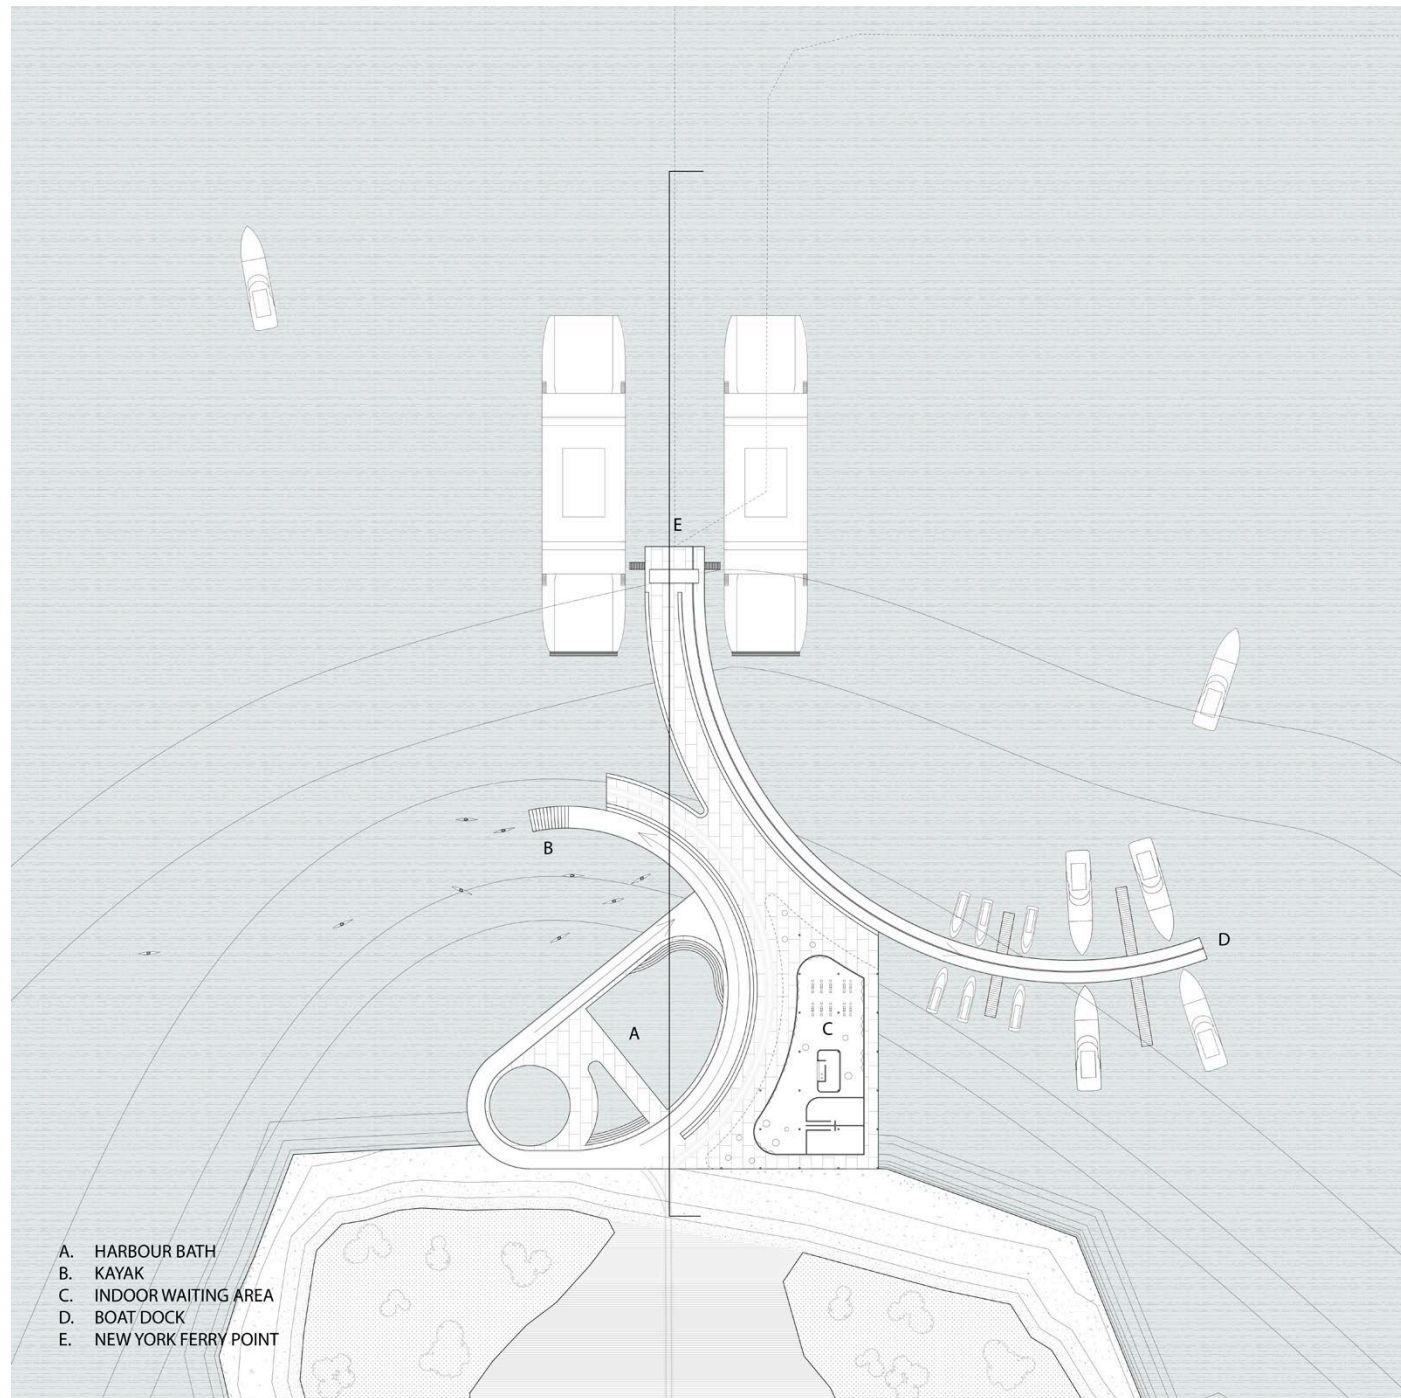 E
B
D
A
C
A. HARBOUR BATH
B. KAYAK
C. INDOOR WAITING AREA
D. BOAT DOCK
E. NEW YORK FERRY POINT